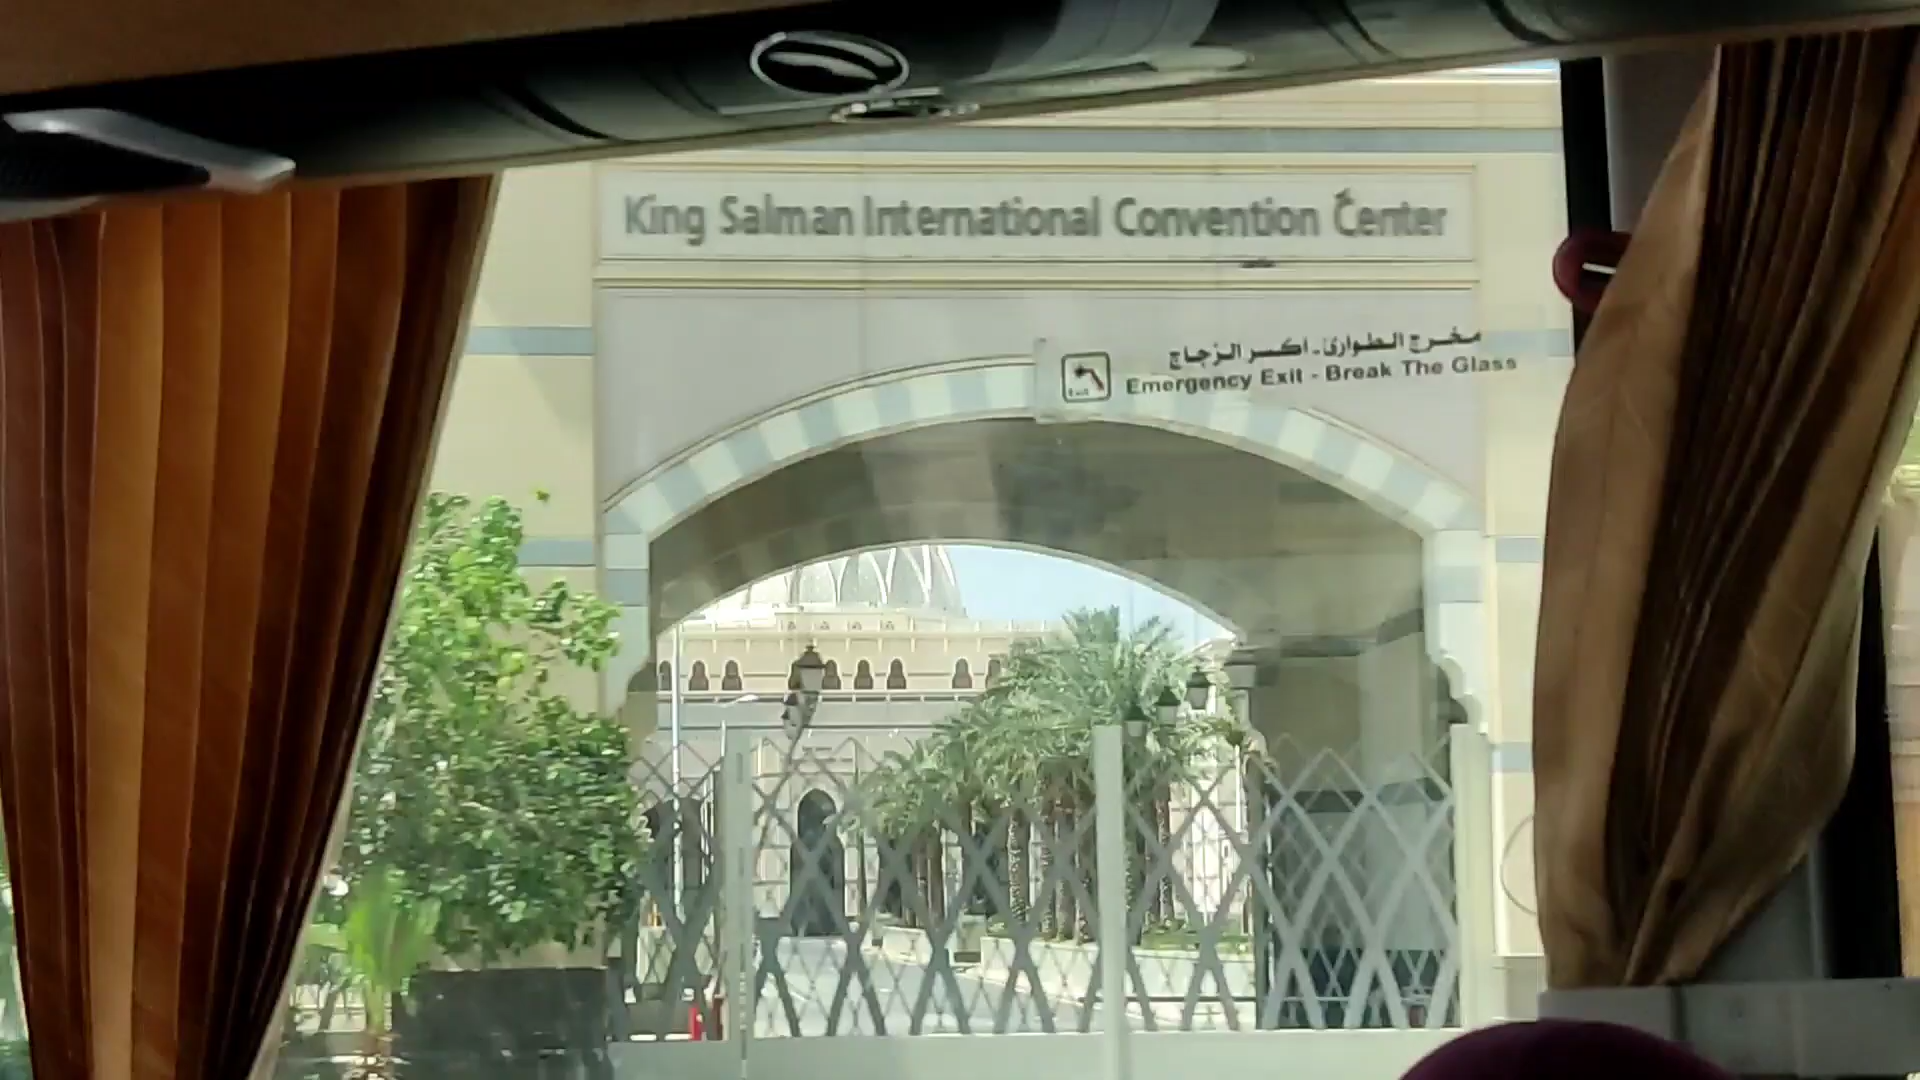 King Salman International Convention Center
مخرج الطوارئ - اكسر الزجاج
Emergency Exit - Break The Glass
Exit